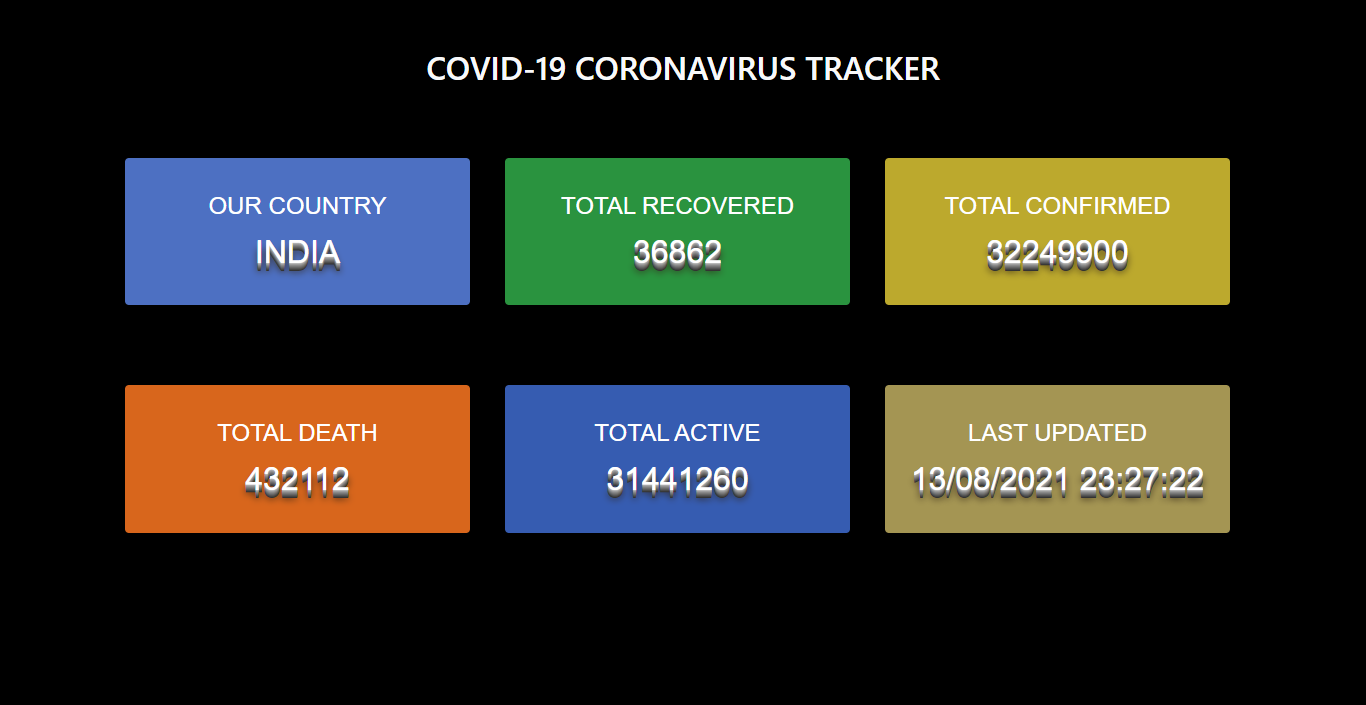 COVID-19 CORONAVIRUS TRACKER
OUR COUNTRY
INDIA
TOTAL RECOVERED
36862
TOTAL CONFIRMED
32249900
TOTAL DEATH
432112
TOTAL ACTIVE
31441260
LAST UPDATED
13/08/2021 23:27:22